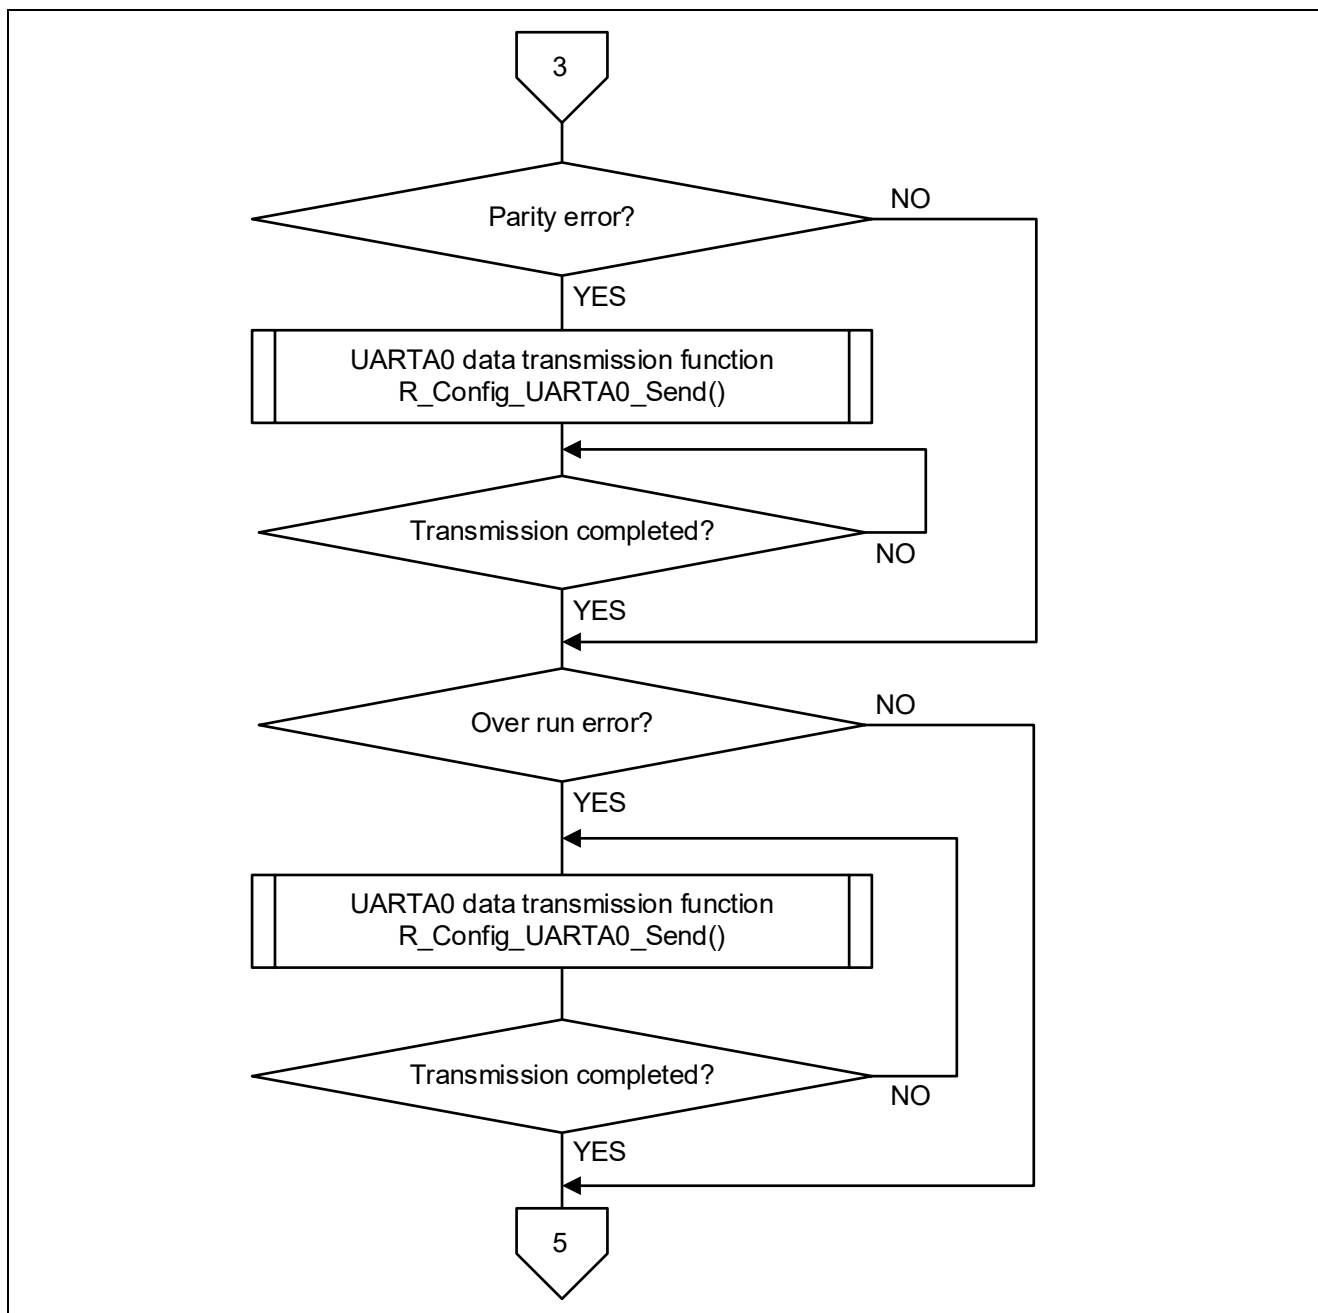 3
Parity error?
NO
YES
UARTA0 data transmission function
R_Config_UARTA0_Send()
Transmission completed?
NO
YES
Over run error?
NO
YES
UARTA0 data transmission function
R_Config_UARTA0_Send()
Transmission completed?
NO
YES
5